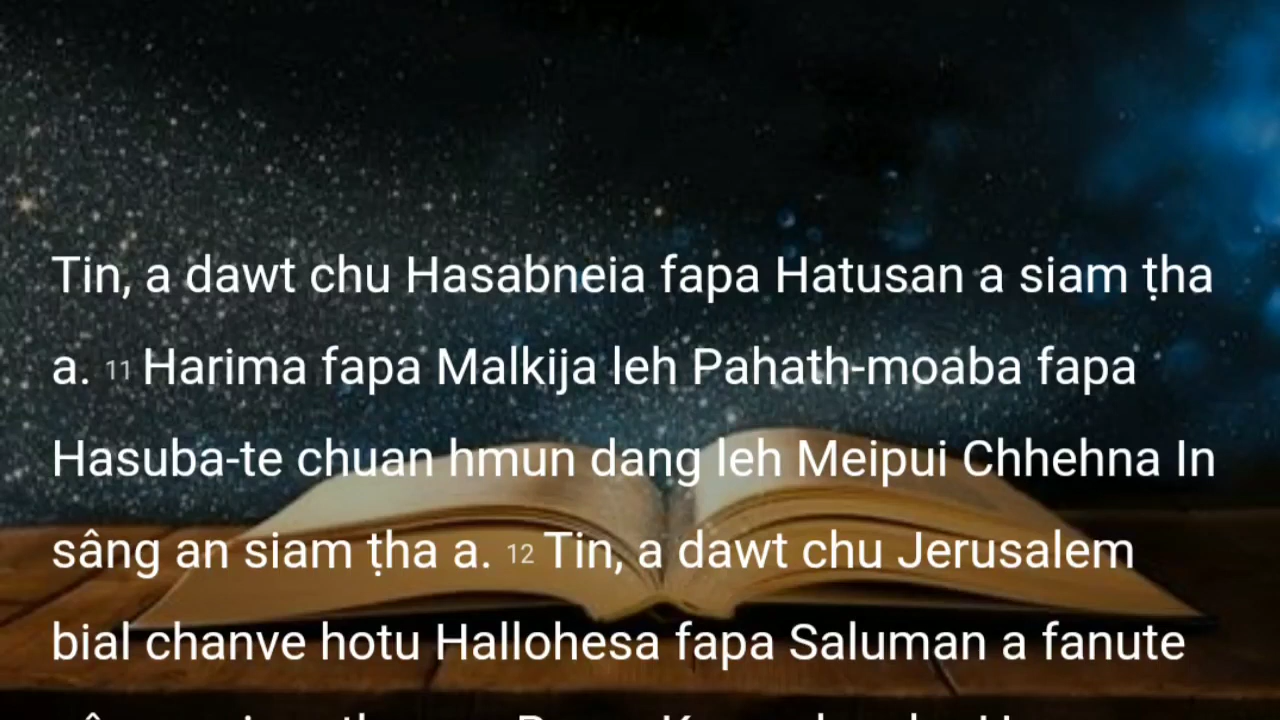 Tin, a dawt chu Hasabneia fapa Hatusan a siam ṭha
a. 11 Harima fapa Malkija leh Pahath-moaba fapa
Hasuba-te chuan hmun dang leh Meipui Chhehna In
sâng an siam ṭha a. 12 Tin, a dawt chu Jerusalem
bial chanve hotu Hallohesa fapa Saluman a fanute